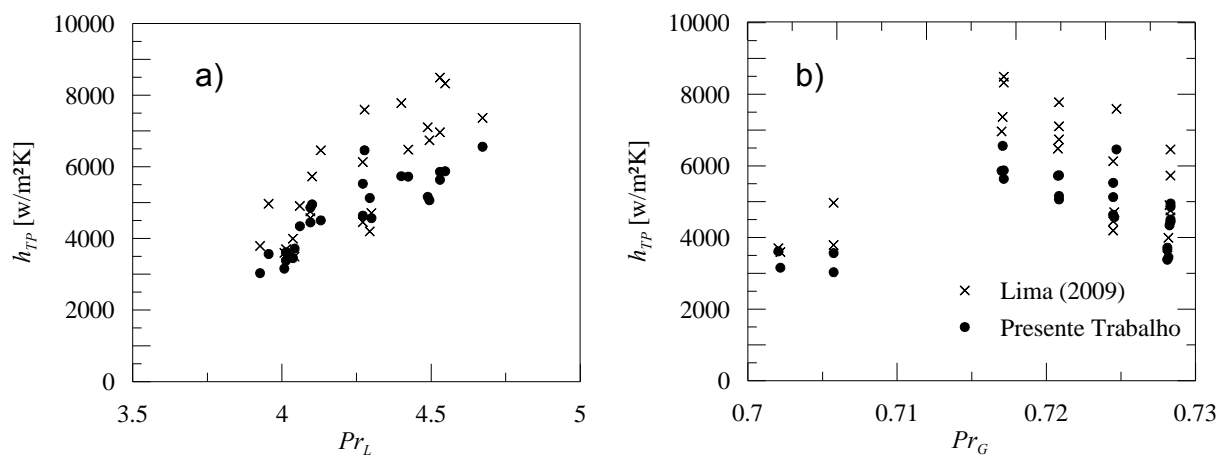 10000
8000
6000
4000
2000
0
h_TP [w/m²K]
a)
3.5 4 4.5 5
Pr_L
10000
8000
6000
4000
2000
0
h_TP [w/m²K]
b)
Lima (2009)
Presente Trabalho
0.7 0.71 0.72 0.73
Pr_G